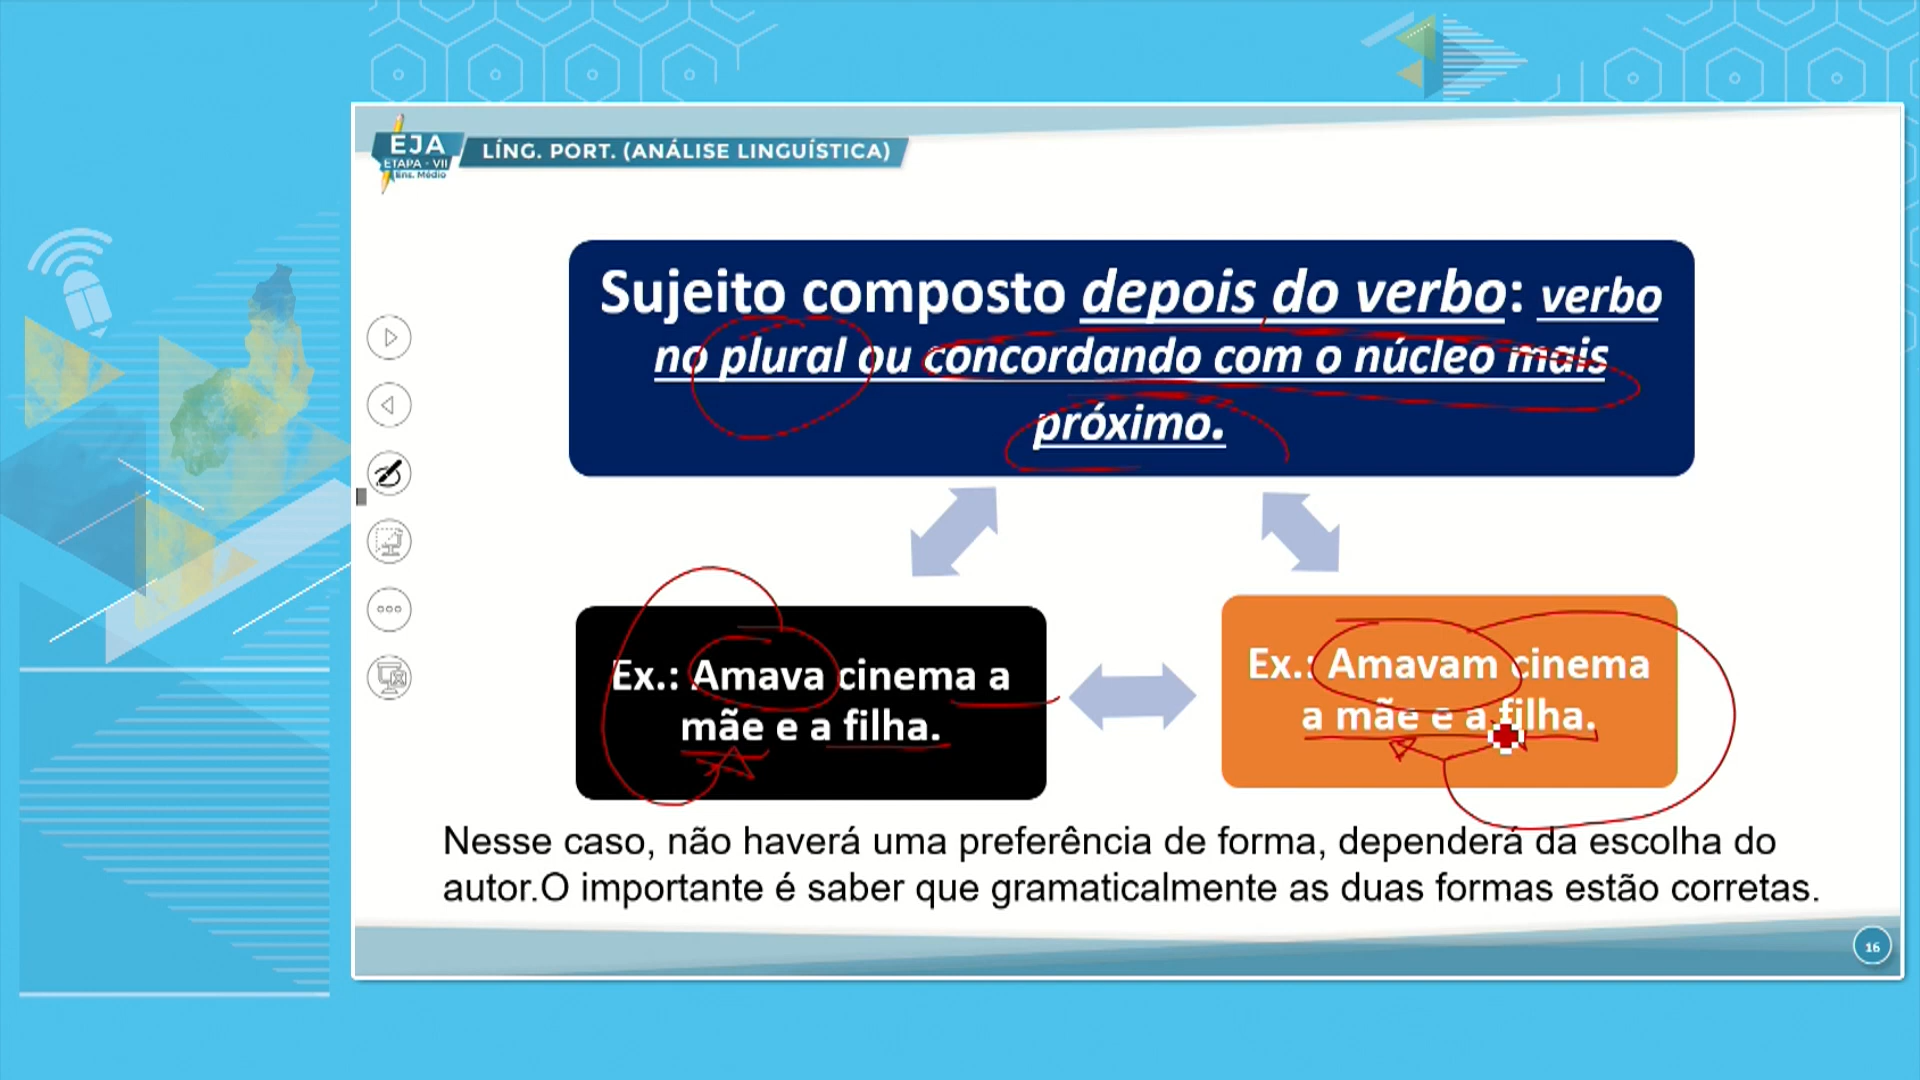 EJA
ETAPA - VII
Ens. Médio
LÍNG. PORT. (ANÁLISE LINGUÍSTICA)
Sujeito composto depois do verbo: verbo
no plural ou concordando com o núcleo mais
próximo.
Ex.: Amava cinema a
mãe e a filha.
Ex.: Amavam cinema
a mãe e a filha.
Nesse caso, não haverá uma preferência de forma, dependerá da escolha do
autor.O importante é saber que gramaticalmente as duas formas estão corretas.
16